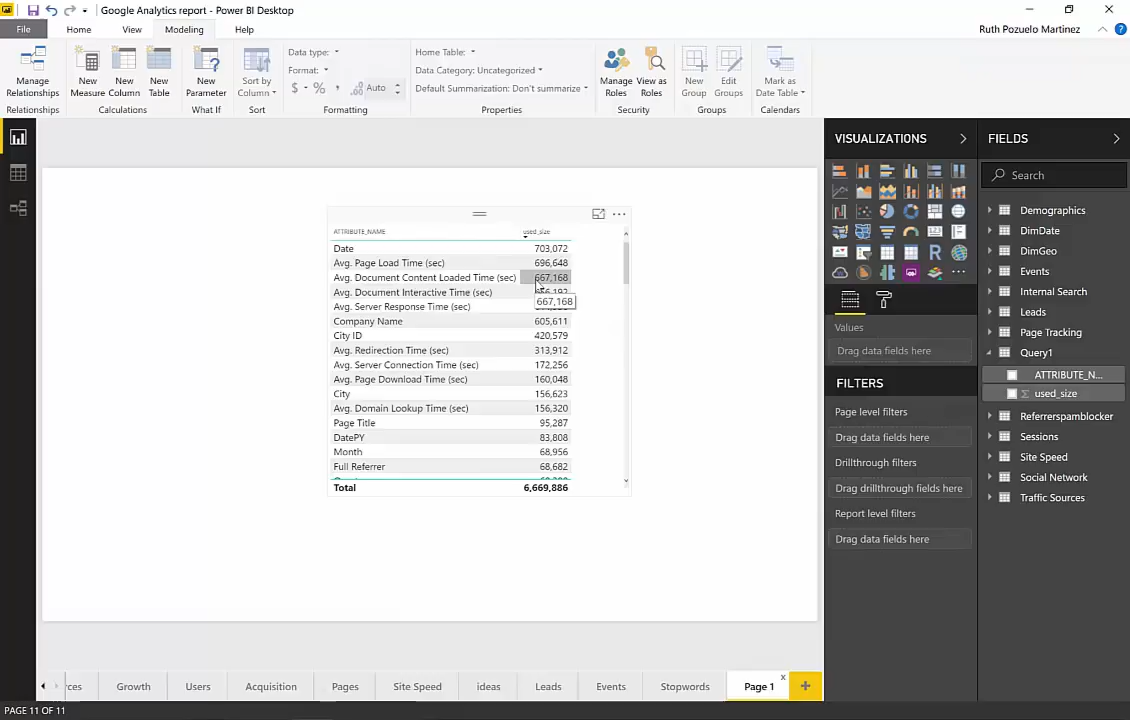 Google Analytics report - Power BI Desktop
Ruth Pozuelo Martinez
File
Home
View
Modeling
Help
Manage Relationships
New Measure
New Column
New Table
New Parameter
Sort by Column
Data type:
Format:
$ % , .00 Auto
Home Table:
Data Category: Uncategorized
Default Summarization: Don't summarize
Manage Roles
View as Roles
New Group
Edit Groups
Mark as Date Table
Relationships
Calculations
What If
Sort
Formatting
Properties
Security
Groups
Calendars
ATTRIBUTE_NAME used_size
Date 703,072
Avg. Page Load Time (sec) 696,648
Avg. Document Content Loaded Time (sec) 667,168
Avg. Document Interactive Time (sec)
667,168
Avg. Server Response Time (sec)
Company Name 605,611
City ID 420,579
Avg. Redirection Time (sec) 313,912
Avg. Server Connection Time (sec) 172,256
Avg. Page Download Time (sec) 160,048
City 156,623
Avg. Domain Lookup Time (sec) 156,320
Page Title 95,287
DatePY 83,808
Month 68,956
Full Referrer 68,682
Total 6,669,886
VISUALIZATIONS
R
Values
Drag data fields here
FILTERS
Page level filters
Drag data fields here
Drillthrough filters
Drag drillthrough fields here
Report level filters
Drag data fields here
FIELDS
Search
Demographics
DimDate
DimGeo
Events
Internal Search
Leads
Page Tracking
Query1
ATTRIBUTE_N...
Σ used_size
Referrerspamblocker
Sessions
Site Speed
Social Network
Traffic Sources
rces
Growth
Users
Acquisition
Pages
Site Speed
ideas
Leads
Events
Stopwords
Page 1
PAGE 11 OF 11